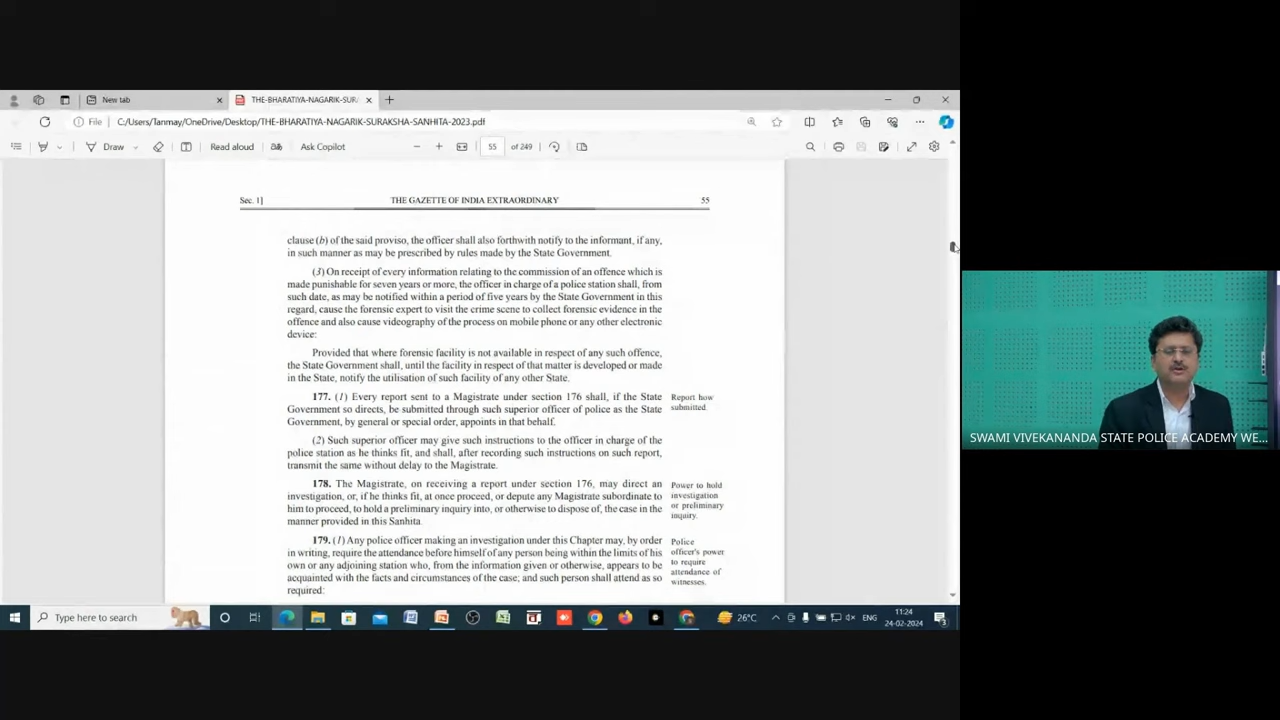 New tab
THE-BHARATIYA-NAGARIK-SUR
File C:/Users/Tanmay/OneDrive/Desktop/THE-BHARATIYA-NAGARIK-SURAKSHA-SANHITA-2023.pdf
Draw Read aloud Ask Copilot 55 of 249
Sec. 1] THE GAZETTE OF INDIA EXTRAORDINARY 55
clause (b) of the said proviso, the officer shall also forthwith notify to the informant, if any,
in such manner as may be prescribed by rules made by the State Government.
(3) On receipt of every information relating to the commission of an offence which is
made punishable for seven years or more, the officer in charge of a police station shall, from
such date, as may be notified within a period of five years by the State Government in this
regard, cause the forensic expert to visit the crime scene to collect forensic evidence in the
offence and also cause videography of the process on mobile phone or any other electronic
device:
Provided that where forensic facility is not available in respect of any such offence,
the State Government shall, until the facility in respect of that matter is developed or made
in the State, notify the utilisation of such facility of any other State.
177. (1) Every report sent to a Magistrate under section 176 shall, if the State
Government so directs, be submitted through such superior officer of police as the State
Government, by general or special order, appoints in that behalf.
Report how
submitted.
(2) Such superior officer may give such instructions to the officer in charge of the
police station as he thinks fit, and shall, after recording such instructions on such report,
transmit the same without delay to the Magistrate.
178. The Magistrate, on receiving a report under section 176, may direct an
investigation, or, if he thinks fit, at once proceed, or depute any Magistrate subordinate to
him to proceed, to hold a preliminary inquiry into, or otherwise to dispose of, the case in the
manner provided in this Sanhita.
Power to hold
investigation
or preliminary
inquiry.
179. (1) Any police officer making an investigation under this Chapter may, by order
in writing, require the attendance before himself of any person being within the limits of his
own or any adjoining station who, from the information given or otherwise, appears to be
acquainted with the facts and circumstances of the case; and such person shall attend as so
required:
Police
officer's power
to require
attendance of
witnesses.
SWAMI VIVEKANANDA STATE POLICE ACADEMY WE...
Type here to search
26°C
ENG
11:24
24-02-2024